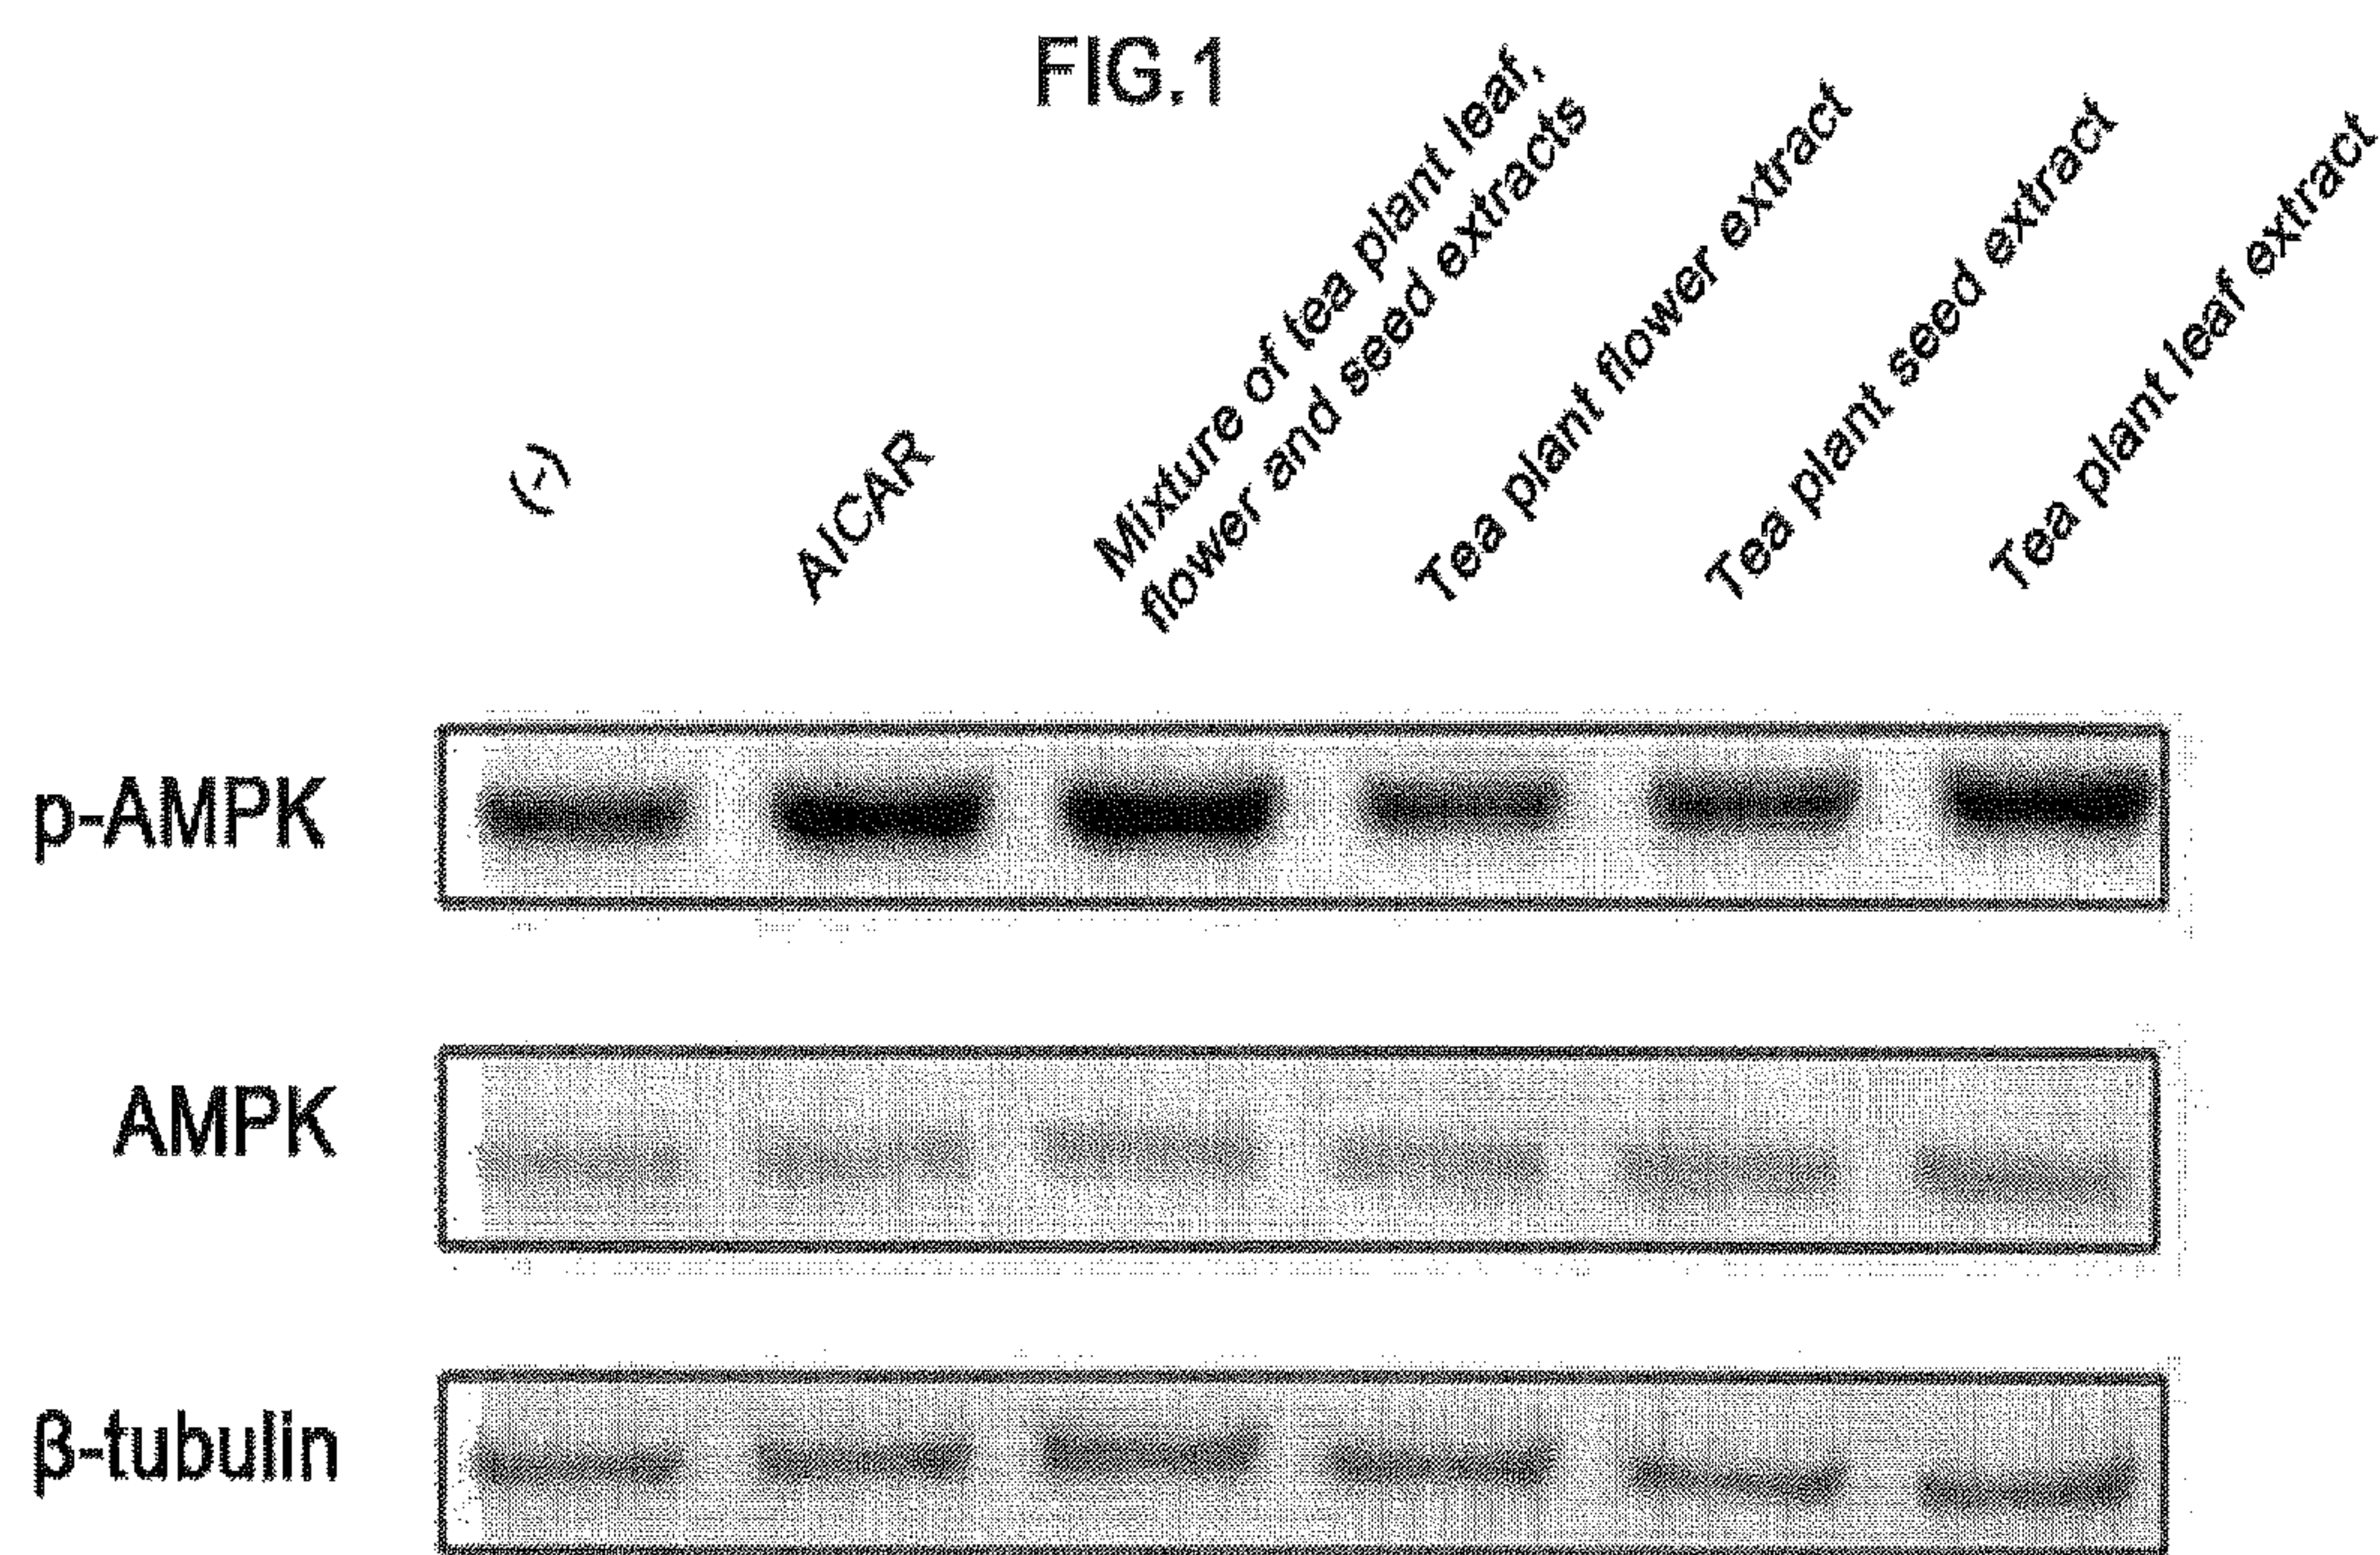 FIG.1
(-)
AICAR
Mixture of tea plant leaf,
flower and seed extracts
Tea plant flower extract
Tea plant seed extract
Tea plant leaf extract
p-AMPK
AMPK
β-tubulin